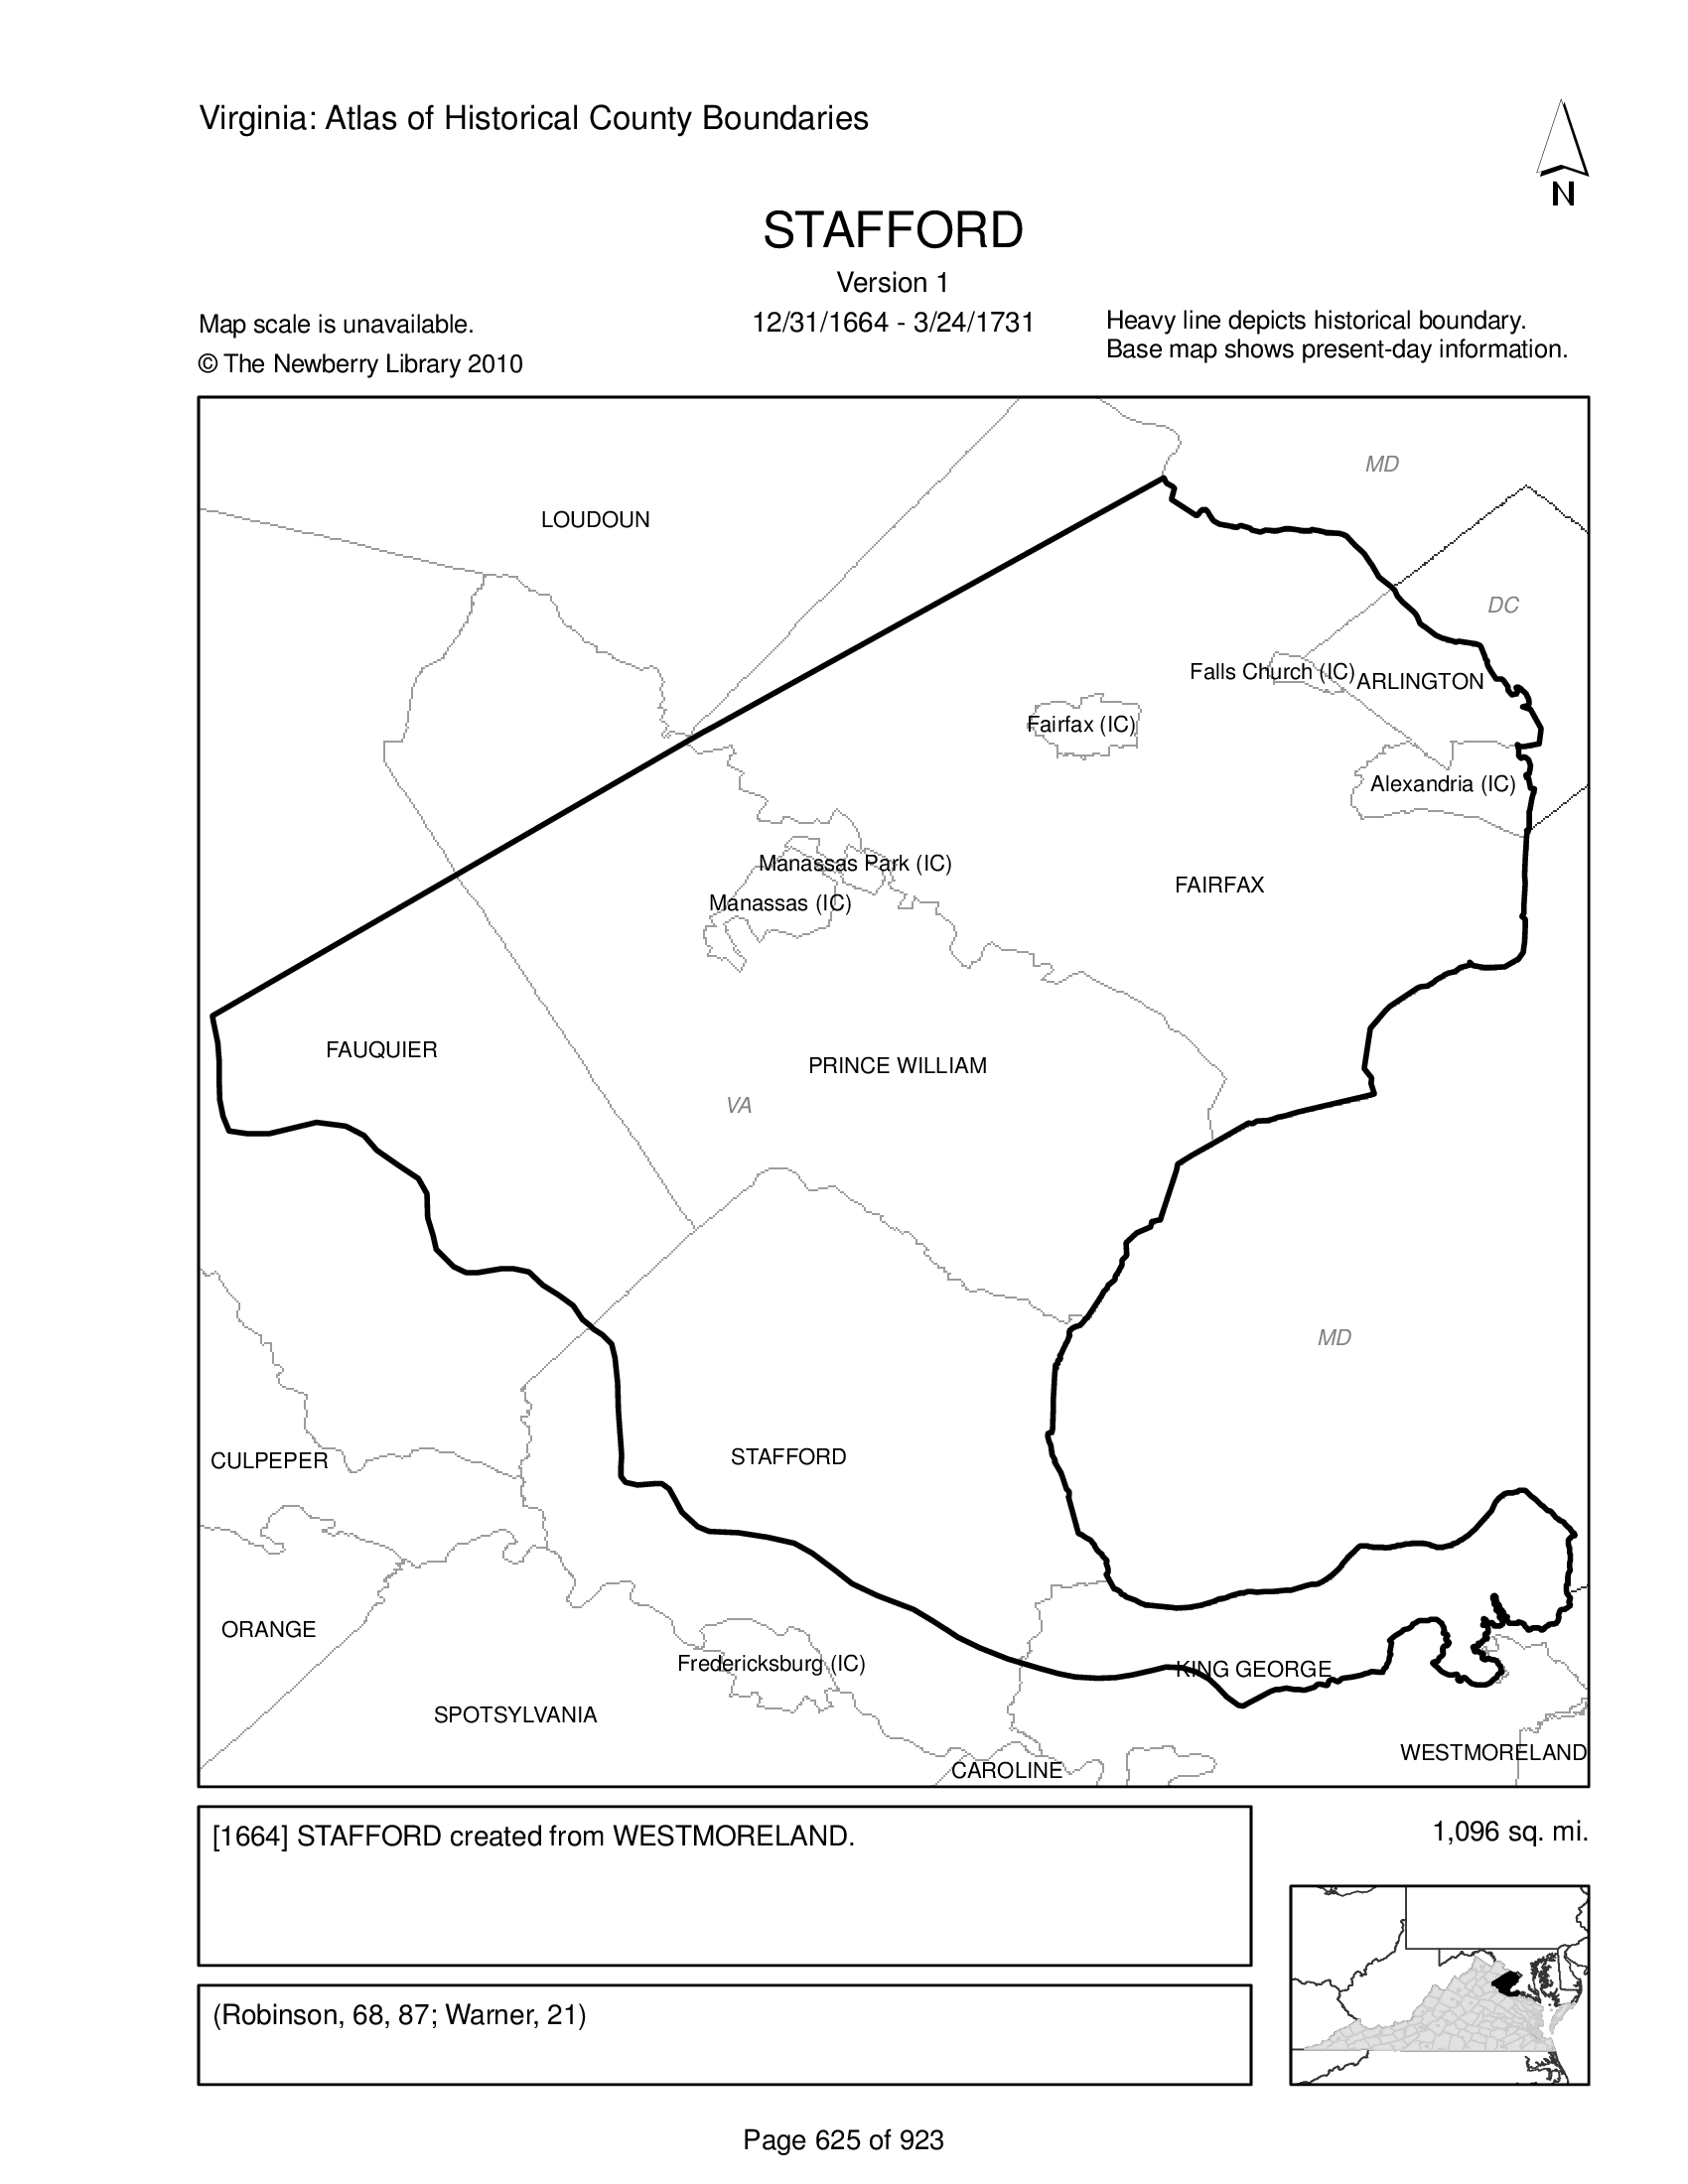 Virginia: Atlas of Historical County Boundaries
N
STAFFORD
Version 1
12/31/1664 - 3/24/1731
Map scale is unavailable.
© The Newberry Library 2010
Heavy line depicts historical boundary.
Base map shows present-day information.
MD
LOUDOUN
DC
Falls Church (IC)
ARLINGTON
Fairfax (IC)
Alexandria (IC)
Manassas Park (IC)
FAIRFAX
Manassas (IC)
FAUQUIER
PRINCE WILLIAM
VA
MD
STAFFORD
CULPEPER
ORANGE
Fredericksburg (IC)
KING GEORGE
SPOTSYLVANIA
WESTMORELAND
CAROLINE
[1664] STAFFORD created from WESTMORELAND.
1,096 sq. mi.
(Robinson, 68, 87; Warner, 21)
Page 625 of 923